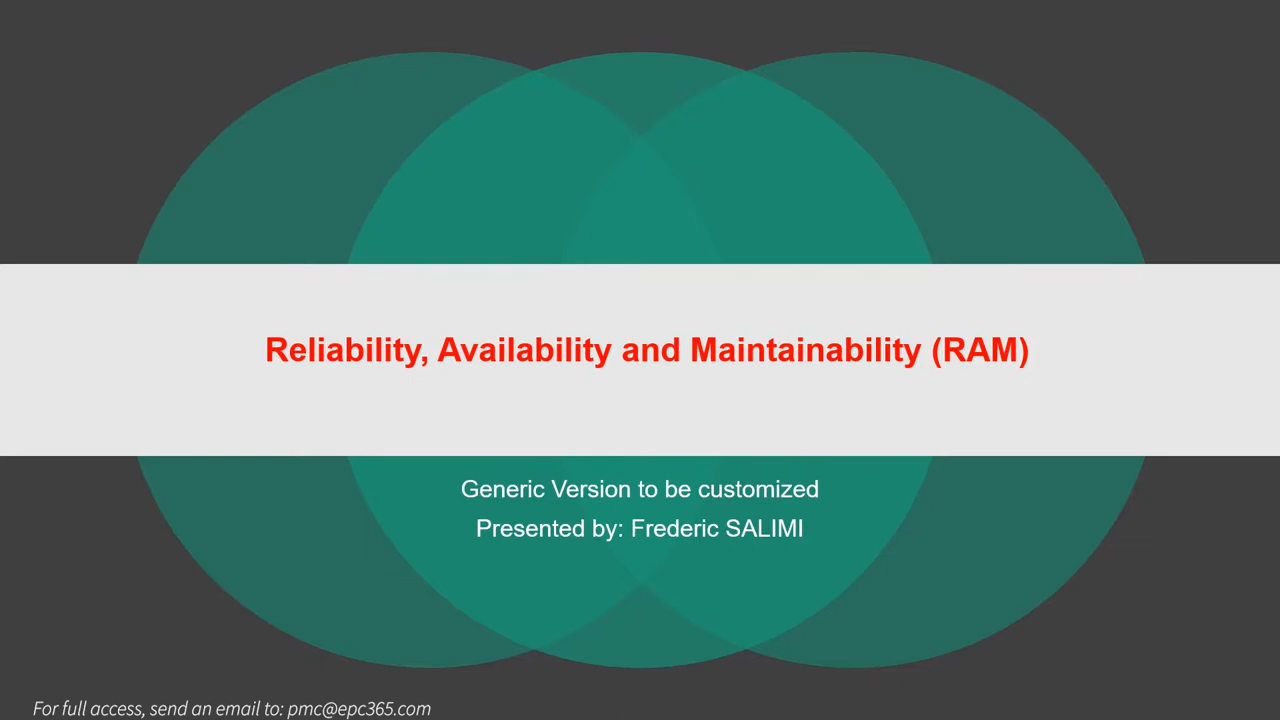 Reliability, Availability and Maintainability (RAM)
Generic Version to be customized
Presented by: Frederic SALIMI
For full access, send an email to: pmc@epc365.com